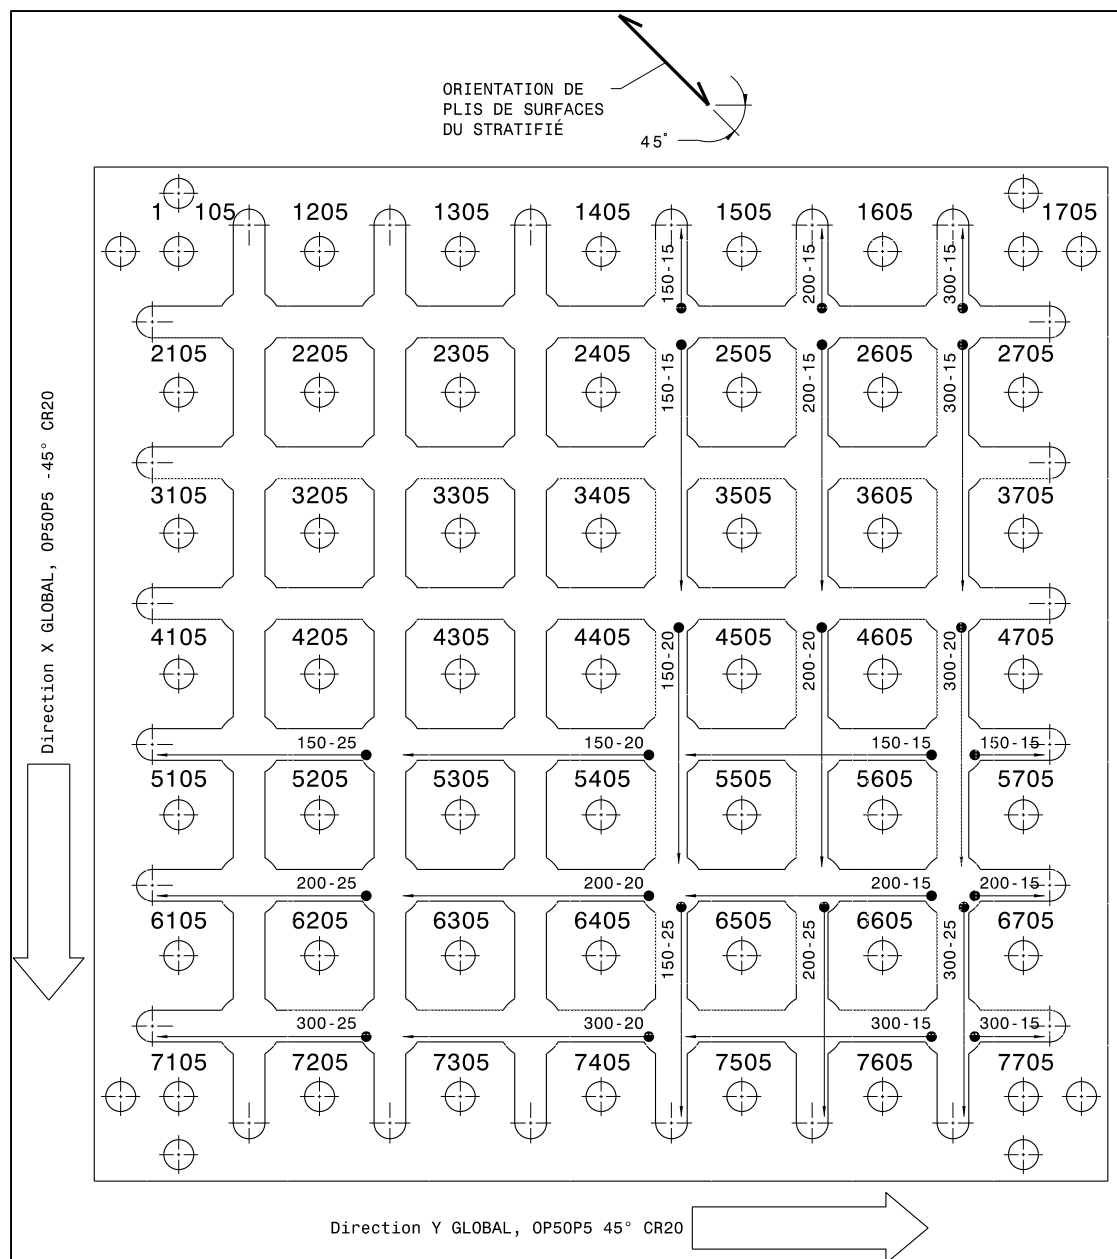 ORIENTATION DE
PLIS DE SURFACES
DU STRATIFIÉ
45°
1 105 1205 1305 1405 1505 1605 1705
150-15 200-15 300-15
2105 2205 2305 2405 2505 2605 2705
150-15 200-15 300-15
3105 3205 3305 3405 3505 3605 3705
4105 4205 4305 4405 4505 4605 4705
150-20 200-20 300-20
150-25 150-20 150-15 150-15
5105 5205 5305 5405 5505 5605 5705
200-25 200-20 200-15 200-15
6105 6205 6305 6405 6505 6605 6705
150-25 200-25 300-25
300-25 300-20 300-15 300-15
7105 7205 7305 7405 7505 7605 7705
Direction X GLOBAL, OP50P5 -45° CR20
Direction Y GLOBAL, OP50P5 45° CR20